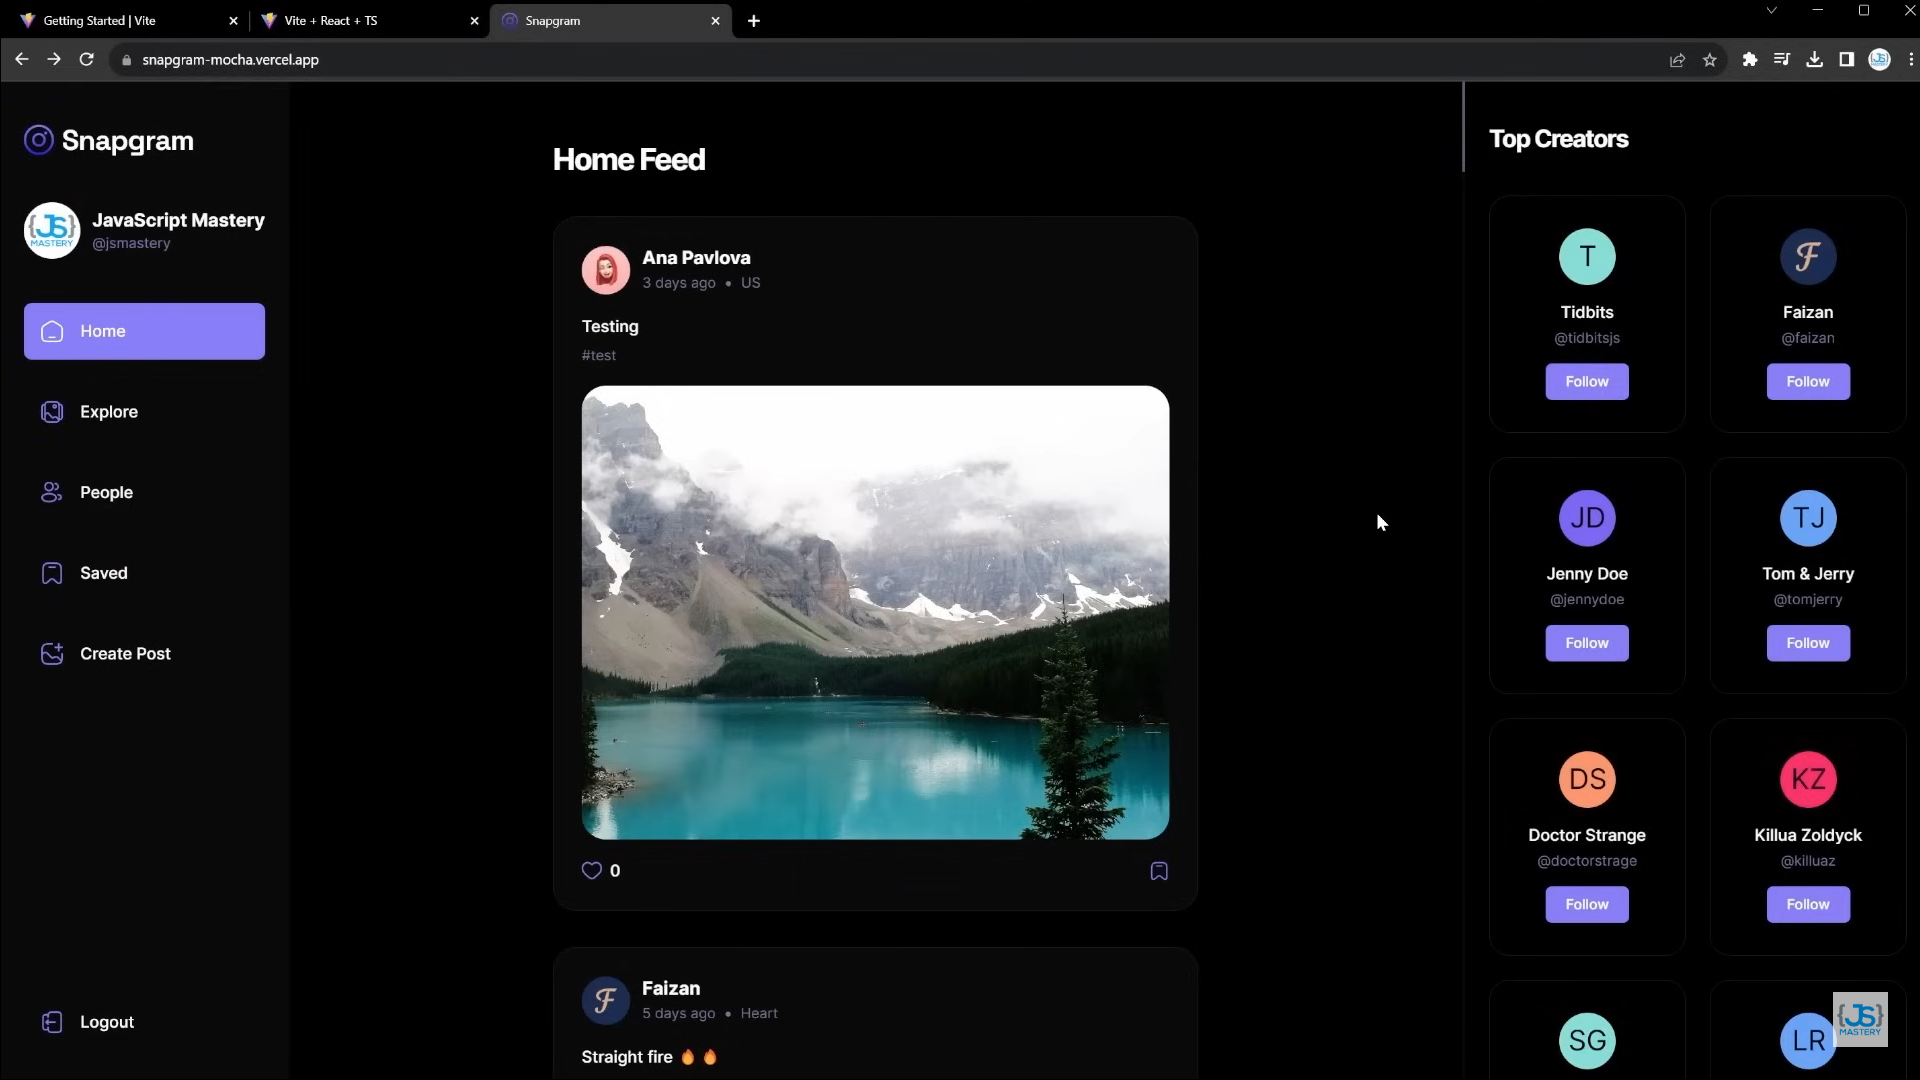 Getting Started | Vite
Vite + React + TS
Snapgram
snapgram-mocha.vercel.app
Snapgram
JS
MASTERY
JavaScript Mastery
@jsmastery
Home
Explore
People
Saved
Create Post
Logout
Home Feed
Ana Pavlova
3 days ago • US
Testing
#test
0
F
Faizan
5 days ago • Heart
Straight fire 🔥 🔥
Top Creators
T
Tidbits
@tidbitsjs
Follow
F
Faizan
@faizan
Follow
JD
Jenny Doe
@jennydoe
Follow
TJ
Tom & Jerry
@tomjerry
Follow
DS
Doctor Strange
@doctorstrage
Follow
KZ
Killua Zoldyck
@killuaz
Follow
SG
LR
{JS}
MASTERY